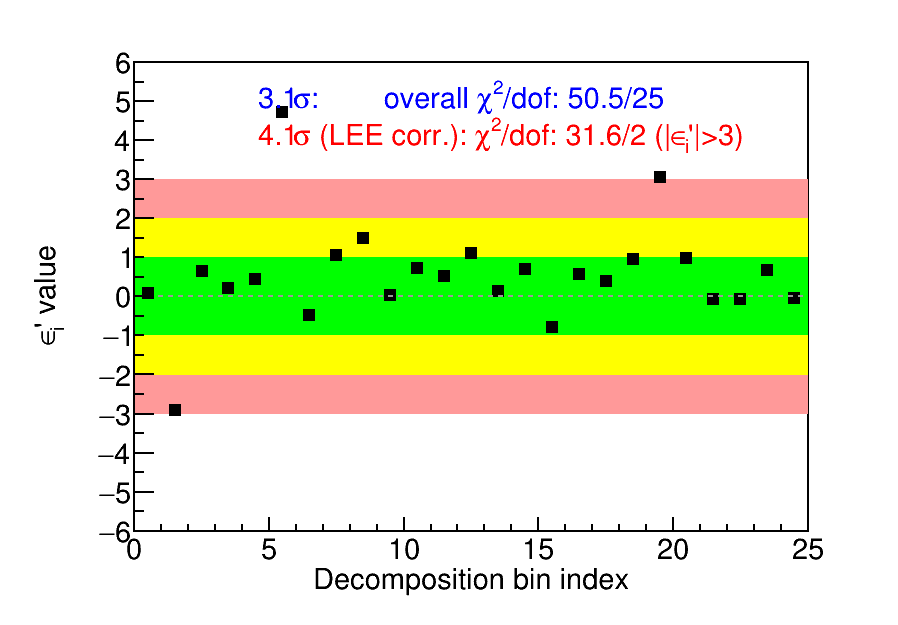 6
3.1σ: overall χ²/dof: 50.5/25
5
4.1σ (LEE corr.): χ²/dof: 31.6/2 (|ϵᵢ'|>3)
4
3
2
1
0
−1
−2
−3
−4
−5
−6
ϵᵢ' value
0 5 10 15 20 25
Decomposition bin index